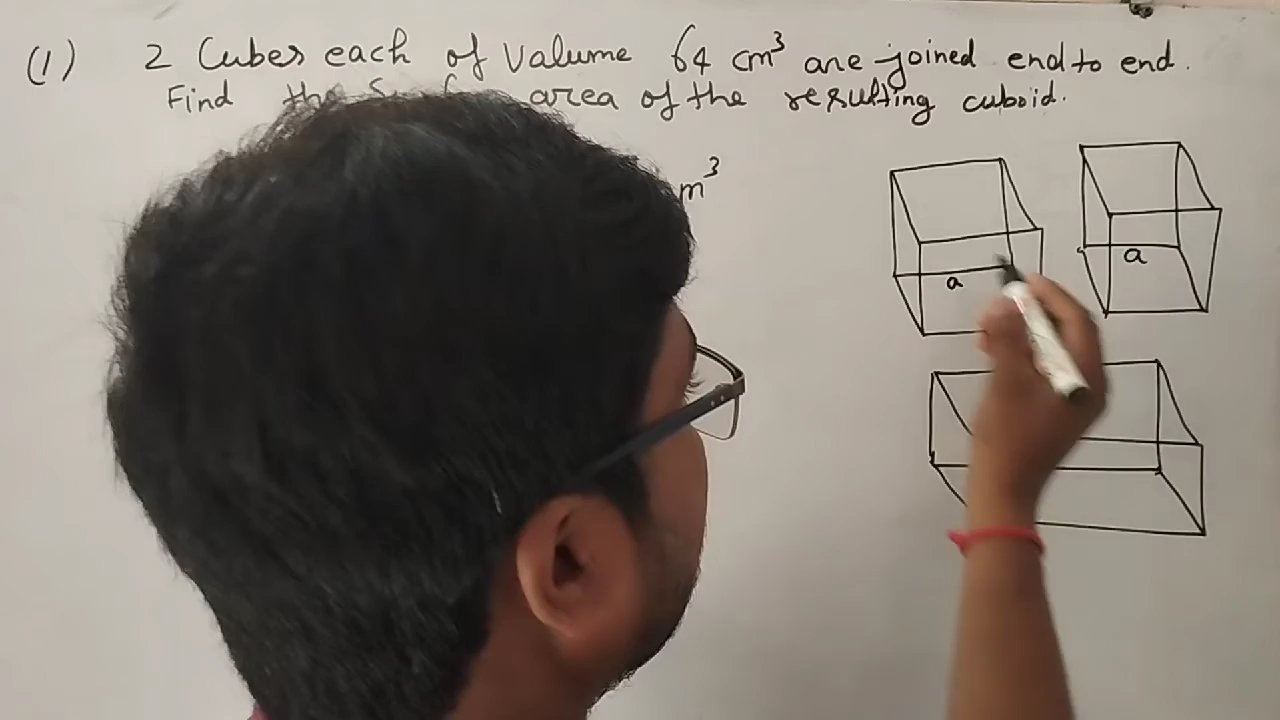 (1) 2 Cubes each of Valume 64 cm³ are joined end to end.
Find the area of the resulting cuboid.
m³
a
a